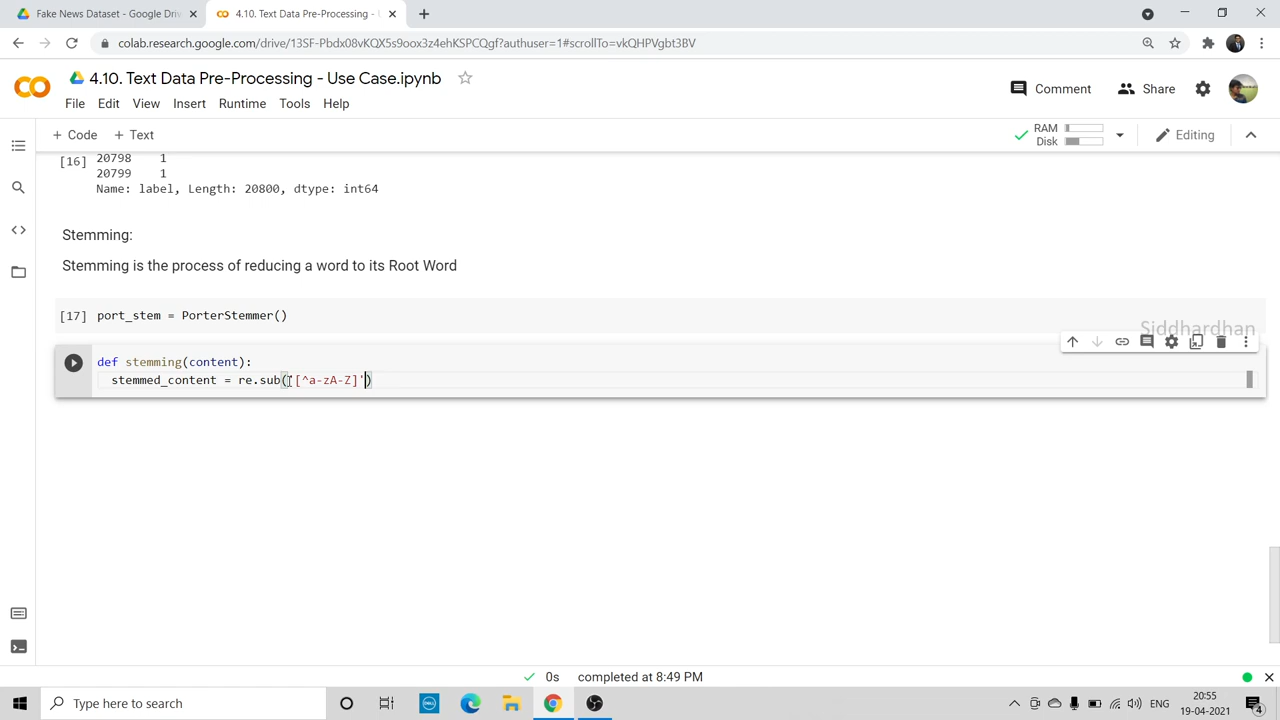 Fake News Dataset - Google Driv
4.10. Text Data Pre-Processing - U
colab.research.google.com/drive/13SF-Pbdx08vKQX5s9oox3z4ehKSPCQgf?authuser=1#scrollTo=vkQHPVgbt3BV
4.10. Text Data Pre-Processing - Use Case.ipynb
Comment
Share
File Edit View Insert Runtime Tools Help
+ Code + Text
RAM
Disk
Editing
[16]
20798 1
20799 1
Name: label, Length: 20800, dtype: int64
Stemming:
Stemming is the process of reducing a word to its Root Word
[17] port_stem = PorterStemmer()
Siddhardhan
def stemming(content):
stemmed_content = re.sub('[^a-zA-Z]')
0s completed at 8:49 PM
Type here to search
DELL
ENG
20:55
19-04-2021
4